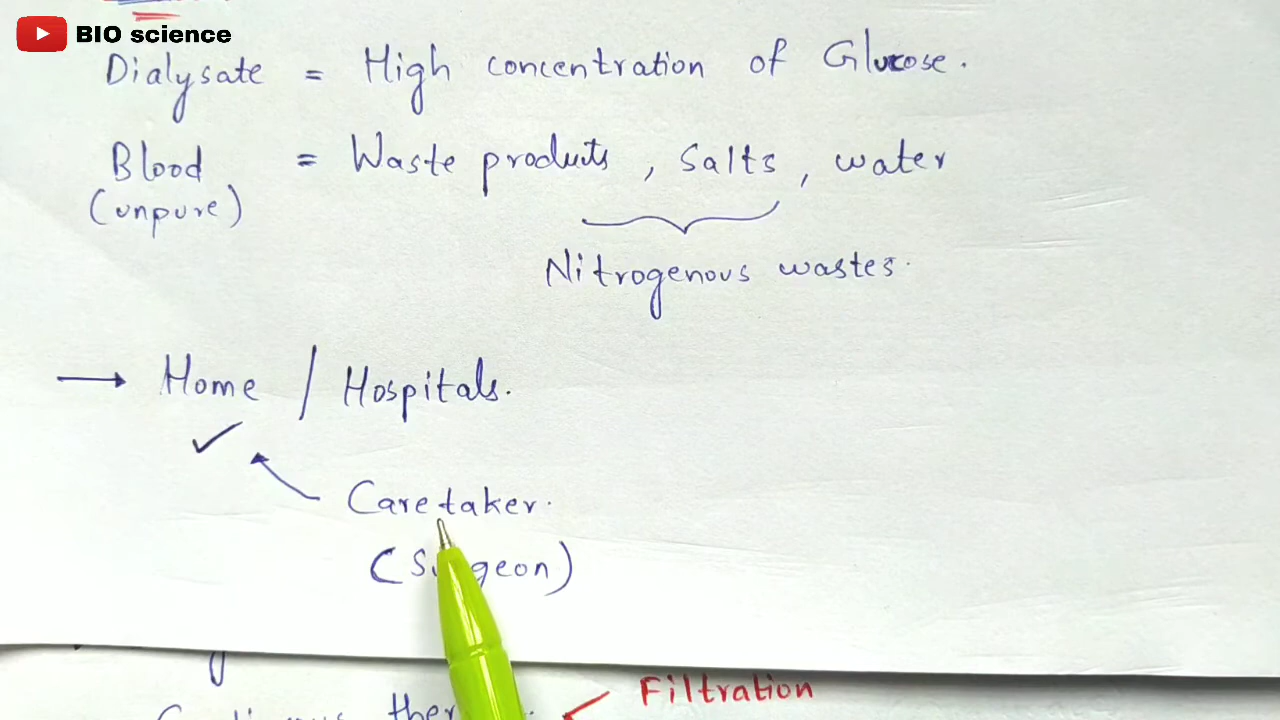 BIO science
Dialysate = High concentration of Glucose.
Blood = Waste products, Salts, water
(unpure)
Nitrogenous wastes.
→ Home / Hospitals.
✓
Caretaker.
(Surgeon)
Filtration